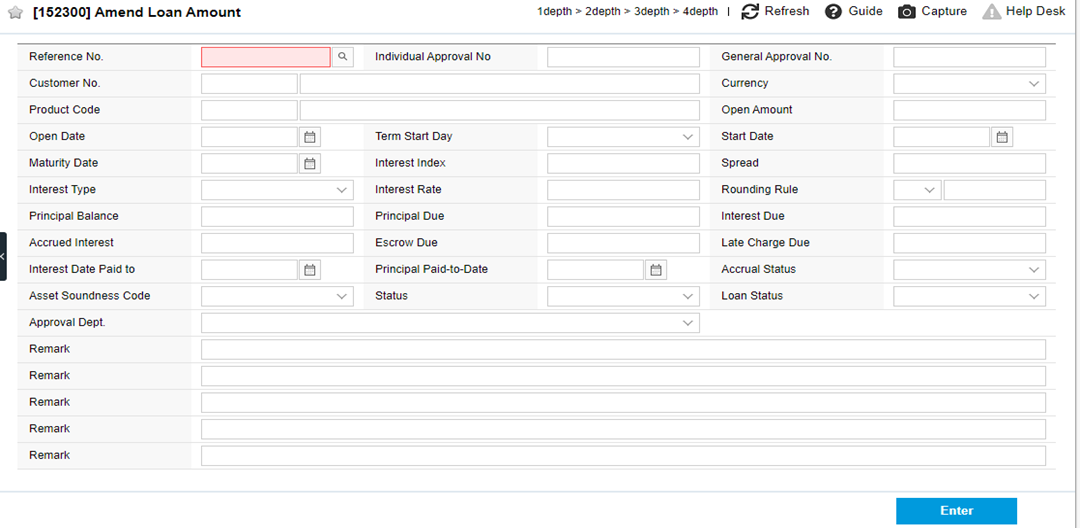 [152300] Amend Loan Amount
1depth > 2depth > 3depth > 4depth | Refresh Guide Capture Help Desk
Reference No. Individual Approval No General Approval No.
Customer No. Currency
Product Code Open Amount
Open Date Term Start Day Start Date
Maturity Date Interest Index Spread
Interest Type Interest Rate Rounding Rule
Principal Balance Principal Due Interest Due
Accrued Interest Escrow Due Late Charge Due
Interest Date Paid to Principal Paid-to-Date Accrual Status
Asset Soundness Code Status Loan Status
Approval Dept.
Remark
Remark
Remark
Remark
Remark
Enter